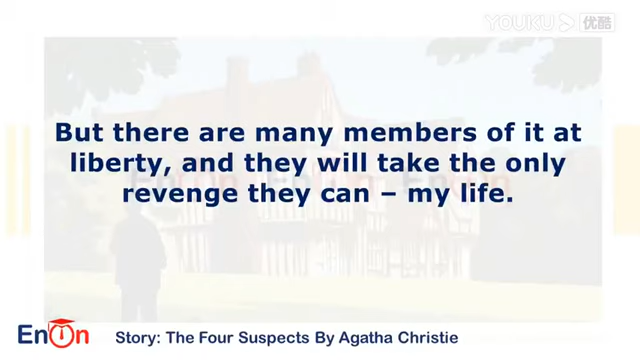 YOUKU 优酷
But there are many members of it at
liberty, and they will take the only
revenge they can – my life.
EnOn
Story: The Four Suspects By Agatha Christie